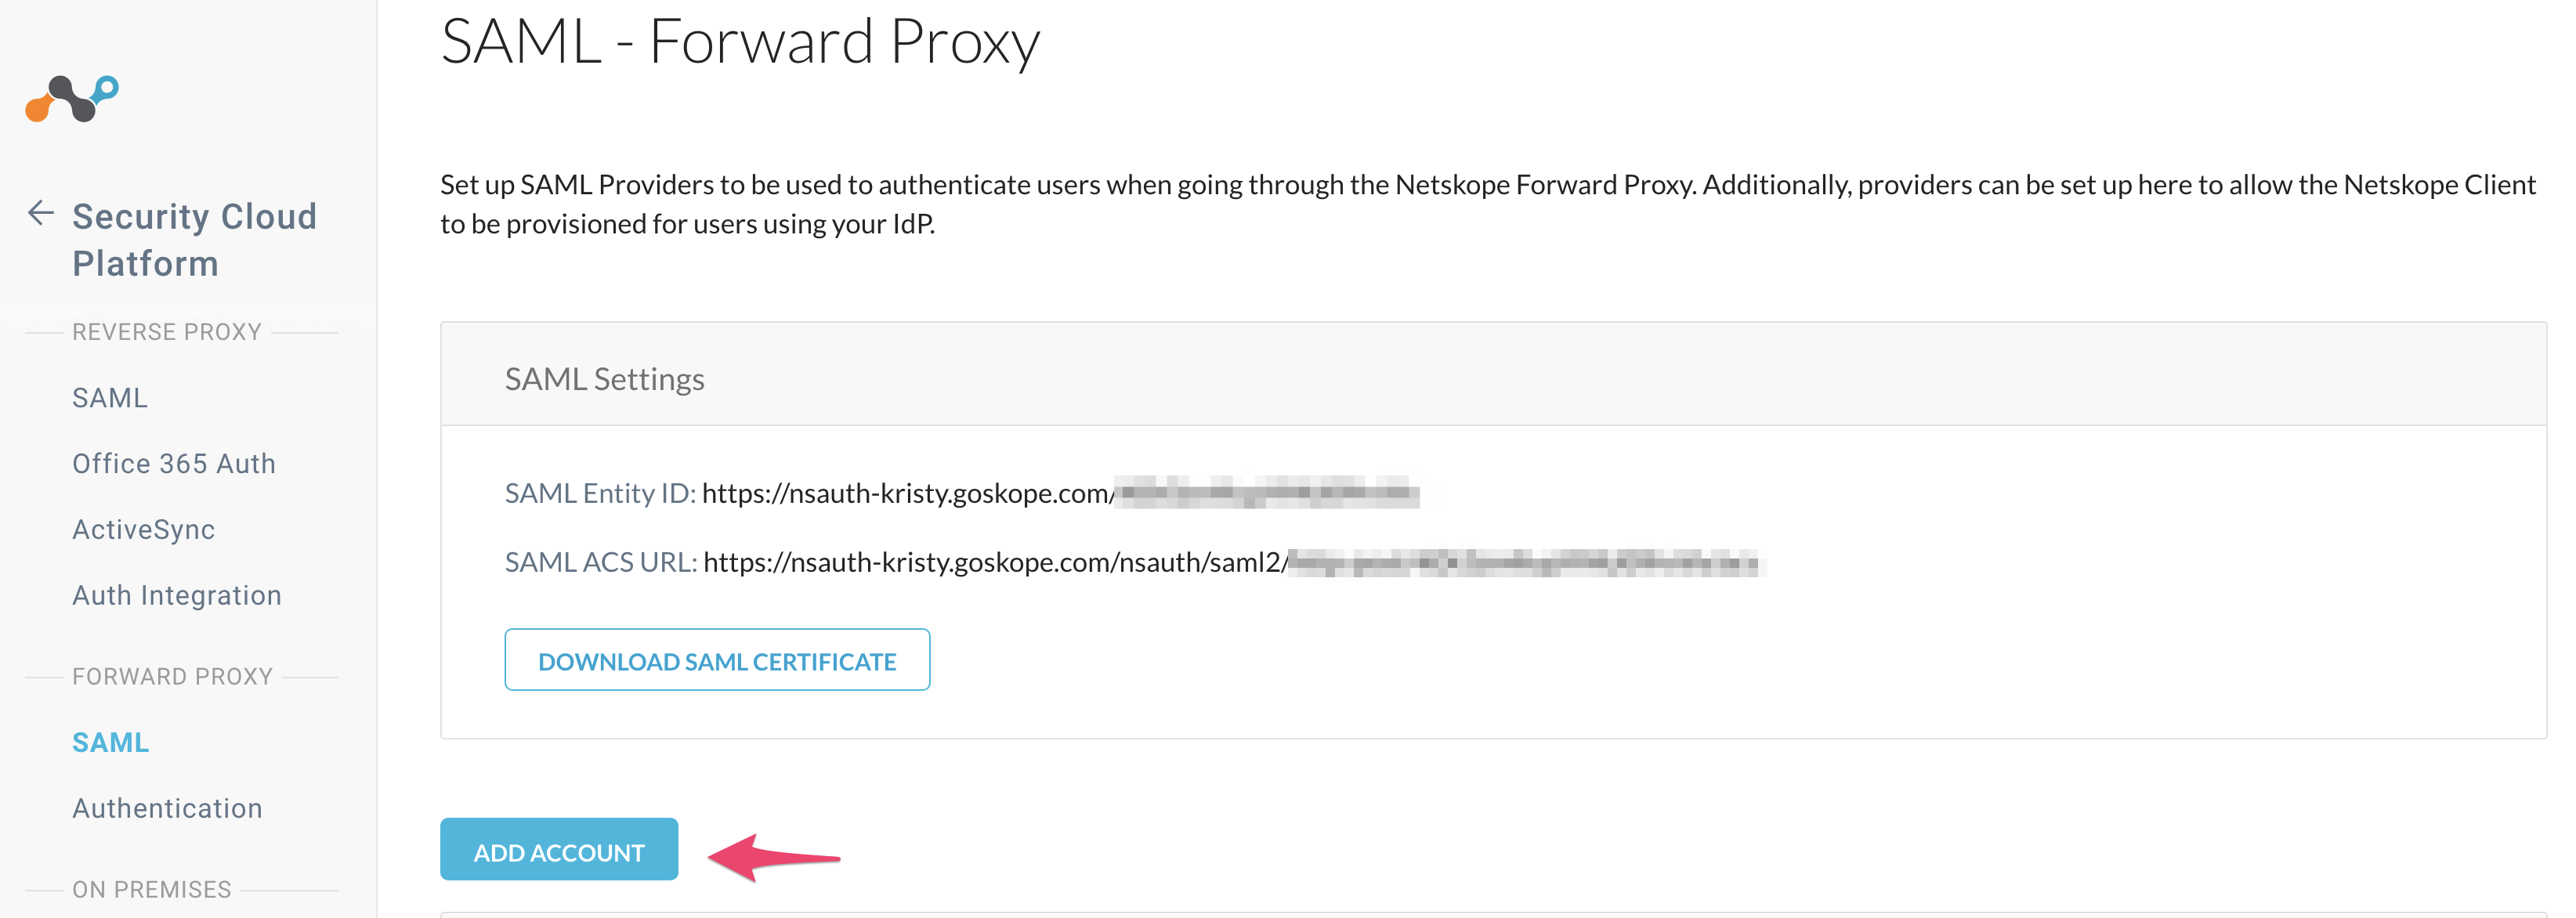 SAML - Forward Proxy
Security Cloud
Platform
Set up SAML Providers to be used to authenticate users when going through the Netskope Forward Proxy. Additionally, providers can be set up here to allow the Netskope Client
to be provisioned for users using your IdP.
REVERSE PROXY
SAML
Office 365 Auth
ActiveSync
Auth Integration
FORWARD PROXY
SAML
Authentication
ON PREMISES
SAML Settings
SAML Entity ID: https://nsauth-kristy.goskope.com/
SAML ACS URL: https://nsauth-kristy.goskope.com/nsauth/saml2/
DOWNLOAD SAML CERTIFICATE
ADD ACCOUNT